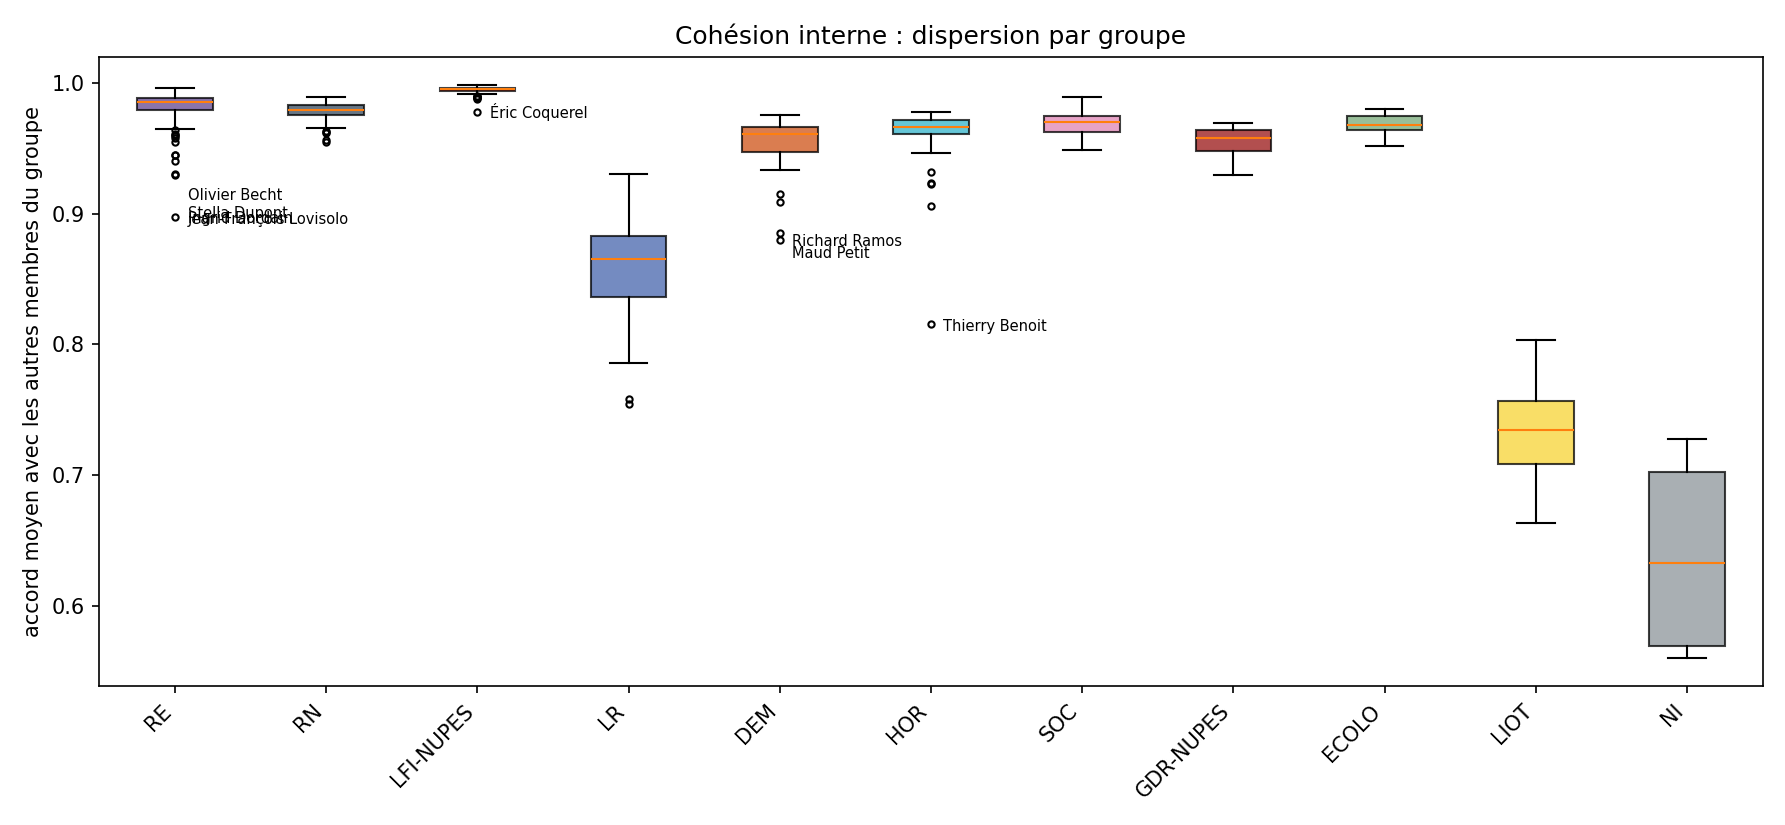 Cohésion interne : dispersion par groupe
accord moyen avec les autres membres du groupe
1.0
0.9
0.8
0.7
0.6
Éric Coquerel
Olivier Becht
Stella Dupont
Jean-François Lovisolo
Richard Ramos
Maud Petit
Thierry Benoit
RE
RN
LFI-NUPES
LR
DEM
HOR
SOC
GDR-NUPES
ECOLO
LIOT
NI